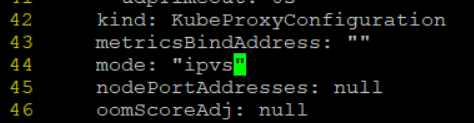 42 kind: KubeProxyConfiguration
43 metricsBindAddress: ""
44 mode: "ipvs"
45 nodePortAddresses: null
46 oomScoreAdj: null